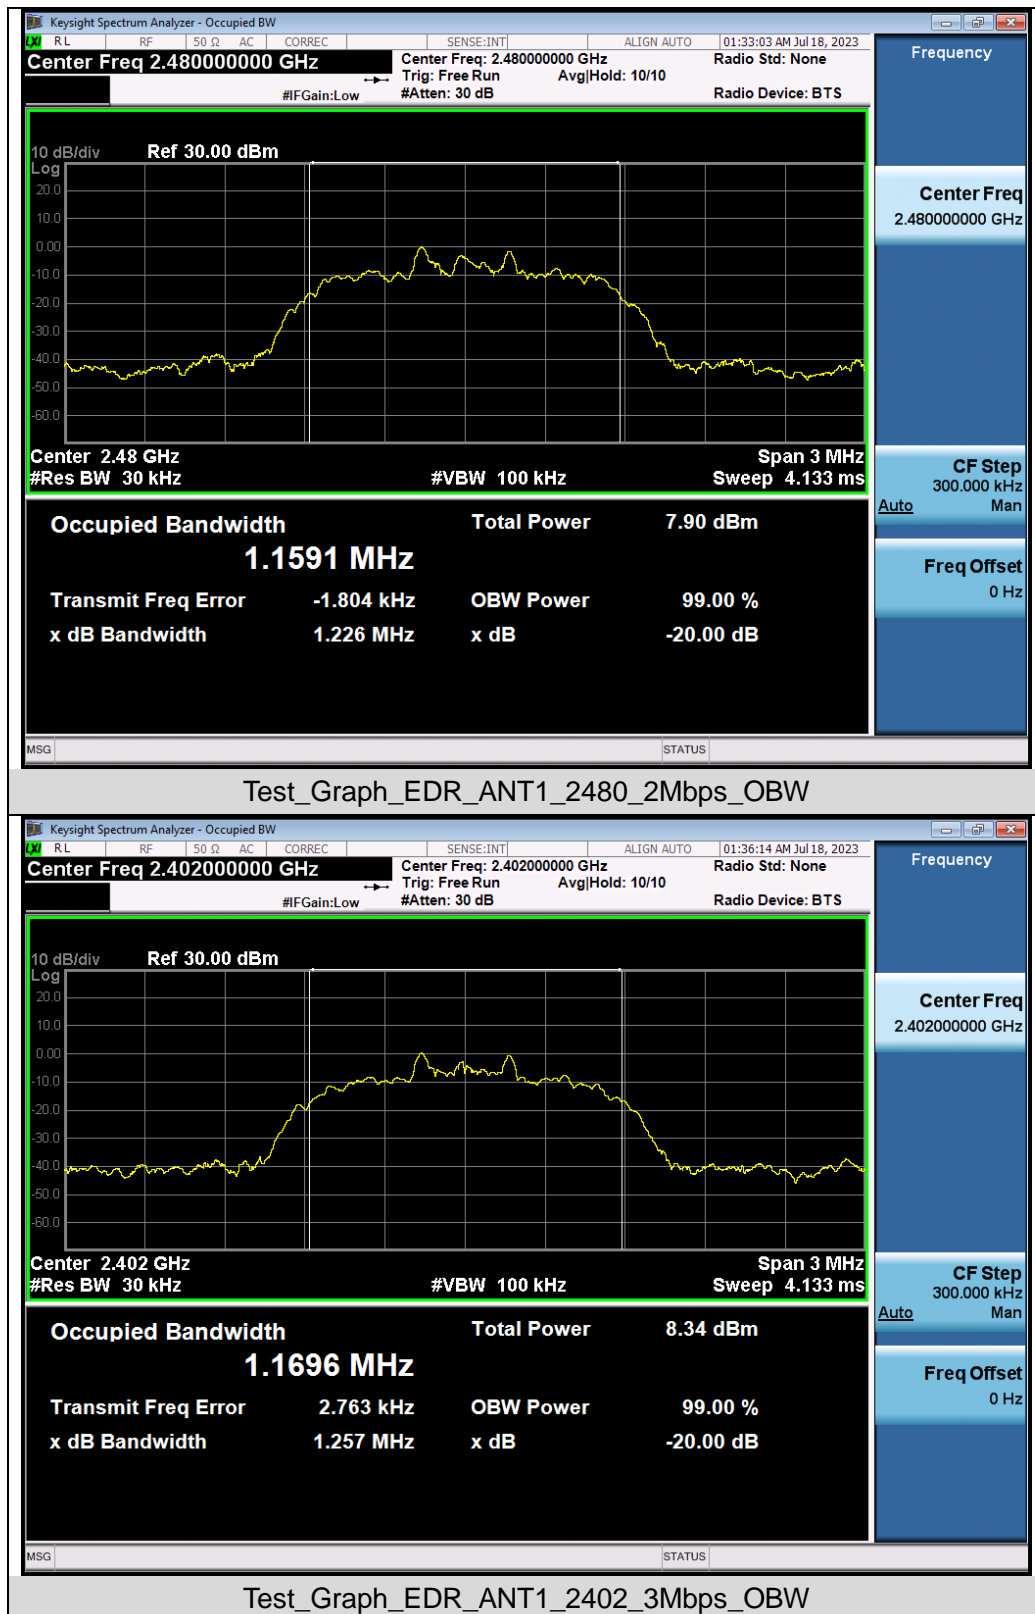 Keysight Spectrum Analyzer - Occupied BW
LXI RL RF 50 Ω AC CORREC SENSE:INT ALIGN AUTO 01:33:03 AM Jul 18, 2023
Center Freq 2.480000000 GHz
Center Freq: 2.480000000 GHz Radio Std: None
Trig: Free Run Avg|Hold: 10/10
#IFGain:Low #Atten: 30 dB Radio Device: BTS
Frequency
10 dB/div Ref 30.00 dBm
Log
20.0
10.0
0.00
-10.0
-20.0
-30.0
-40.0
-50.0
-60.0
Center Freq
2.480000000 GHz
Center 2.48 GHz Span 3 MHz
#Res BW 30 kHz #VBW 100 kHz Sweep 4.133 ms
CF Step
300.000 kHz
Auto Man
Freq Offset
0 Hz
Occupied Bandwidth Total Power 7.90 dBm
1.1591 MHz
Transmit Freq Error -1.804 kHz OBW Power 99.00 %
x dB Bandwidth 1.226 MHz x dB -20.00 dB
MSG STATUS
Test_Graph_EDR_ANT1_2480_2Mbps_OBW
Keysight Spectrum Analyzer - Occupied BW
LXI RL RF 50 Ω AC CORREC SENSE:INT ALIGN AUTO 01:36:14 AM Jul 18, 2023
Center Freq 2.402000000 GHz
Center Freq: 2.402000000 GHz Radio Std: None
Trig: Free Run Avg|Hold: 10/10
#IFGain:Low #Atten: 30 dB Radio Device: BTS
Frequency
10 dB/div Ref 30.00 dBm
Log
20.0
10.0
0.00
-10.0
-20.0
-30.0
-40.0
-50.0
-60.0
Center Freq
2.402000000 GHz
Center 2.402 GHz Span 3 MHz
#Res BW 30 kHz #VBW 100 kHz Sweep 4.133 ms
CF Step
300.000 kHz
Auto Man
Freq Offset
0 Hz
Occupied Bandwidth Total Power 8.34 dBm
1.1696 MHz
Transmit Freq Error 2.763 kHz OBW Power 99.00 %
x dB Bandwidth 1.257 MHz x dB -20.00 dB
MSG STATUS
Test_Graph_EDR_ANT1_2402_3Mbps_OBW